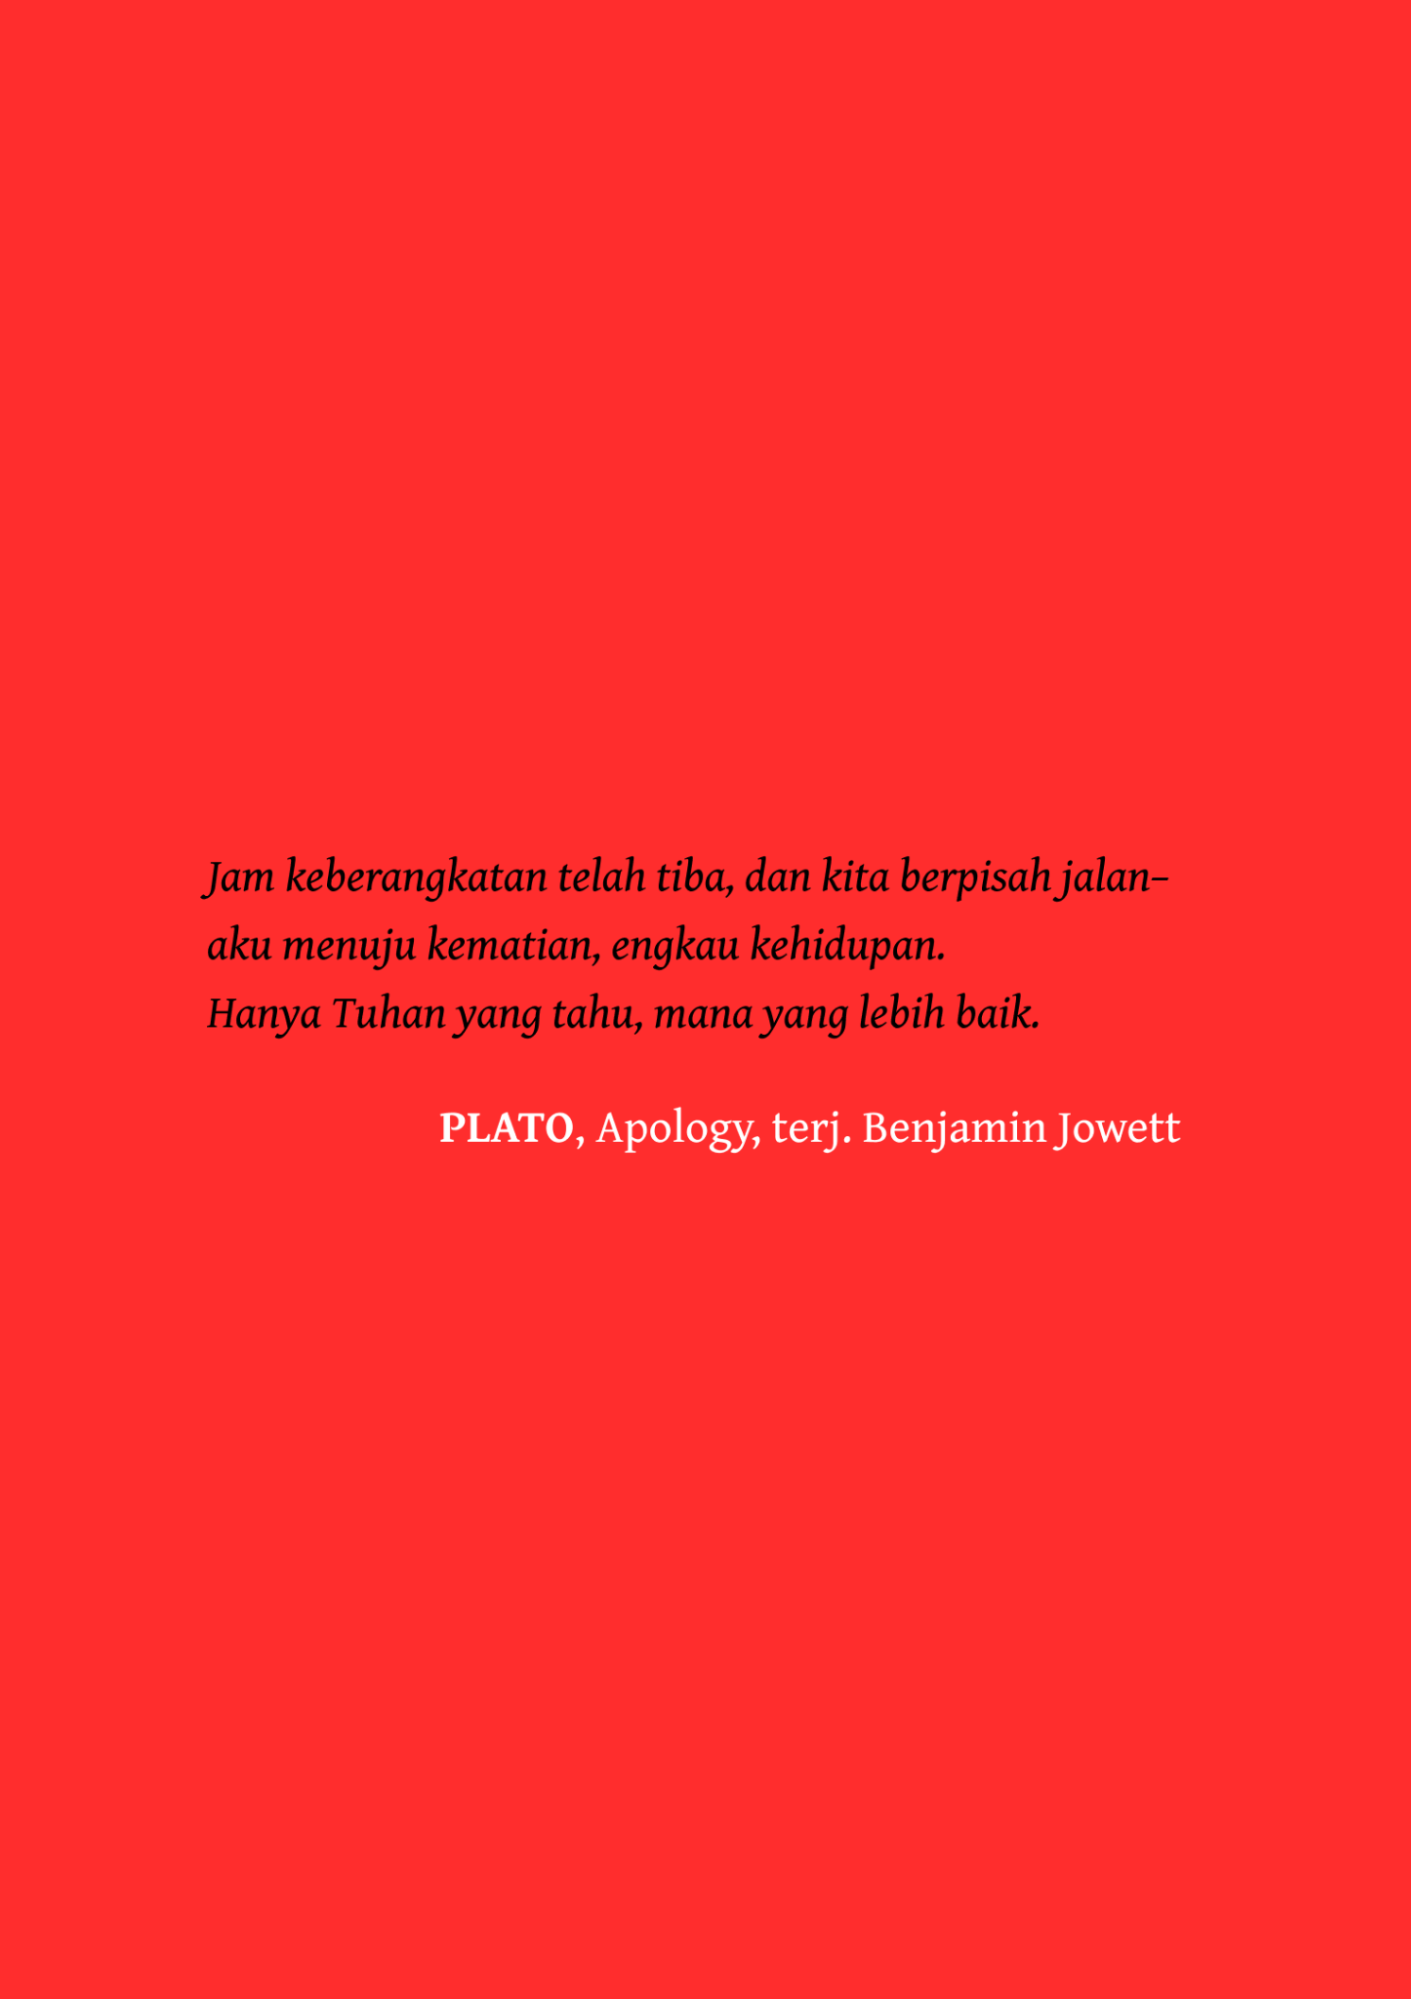 Jam keberangkatan telah tiba, dan kita berpisah jalan–
aku menuju kematian, engkau kehidupan.
Hanya Tuhan yang tahu, mana yang lebih baik.
PLATO, Apology, terj. Benjamin Jowett